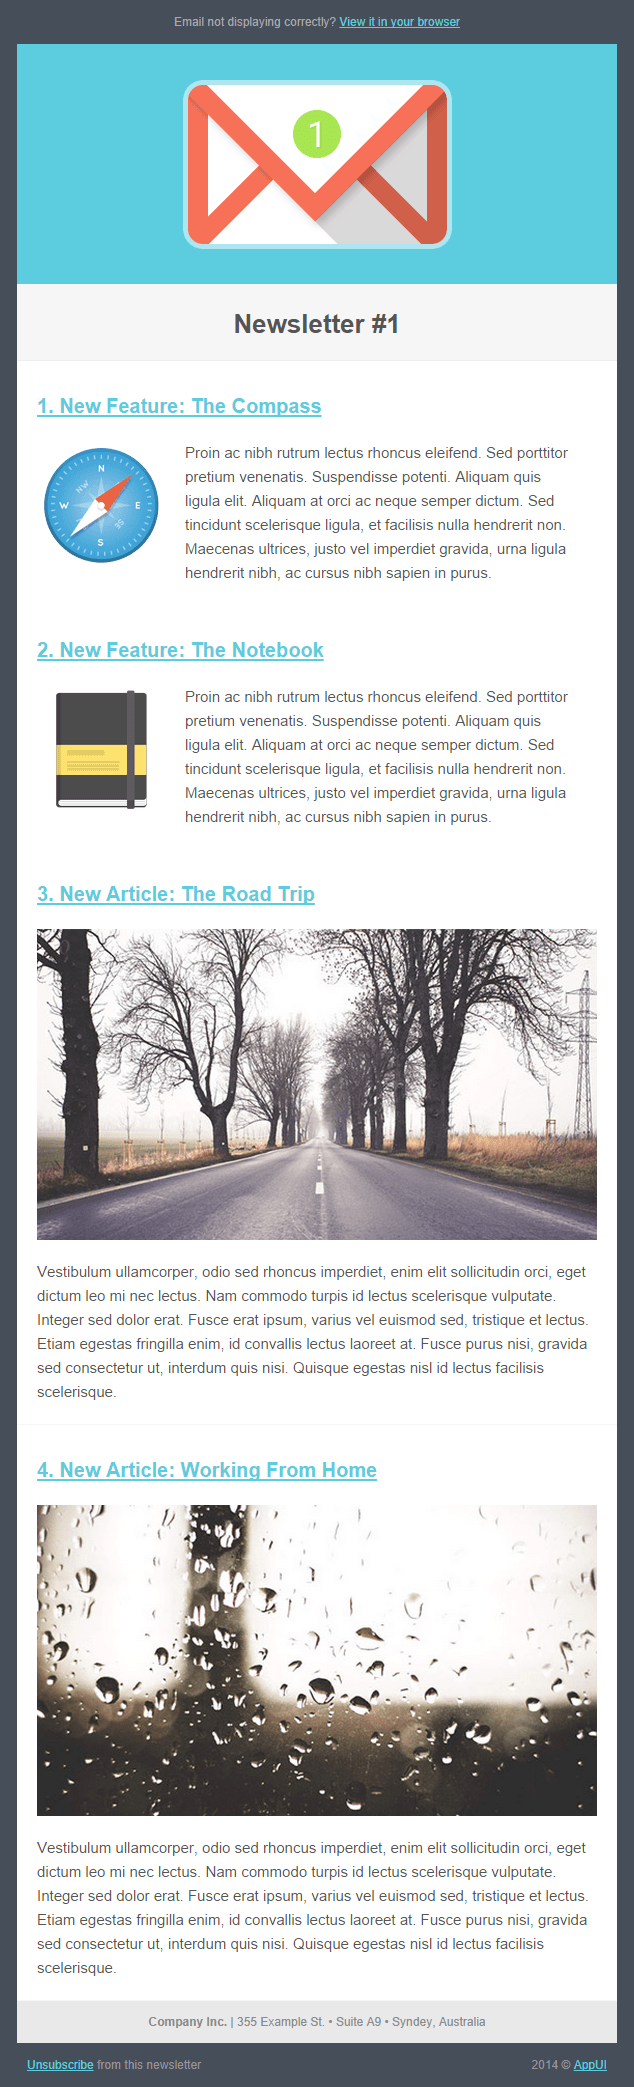 Email not displaying correctly? View it in your browser
1
Newsletter #1
1. New Feature: The Compass
N
NW
W
E
SE
S
Proin ac nibh rutrum lectus rhoncus eleifend. Sed porttitor
pretium venenatis. Suspendisse potenti. Aliquam quis
ligula elit. Aliquam at orci ac neque semper dictum. Sed
tincidunt scelerisque ligula, et facilisis nulla hendrerit non.
Maecenas ultrices, justo vel imperdiet gravida, urna ligula
hendrerit nibh, ac cursus nibh sapien in purus.
2. New Feature: The Notebook
Proin ac nibh rutrum lectus rhoncus eleifend. Sed porttitor
pretium venenatis. Suspendisse potenti. Aliquam quis
ligula elit. Aliquam at orci ac neque semper dictum. Sed
tincidunt scelerisque ligula, et facilisis nulla hendrerit non.
Maecenas ultrices, justo vel imperdiet gravida, urna ligula
hendrerit nibh, ac cursus nibh sapien in purus.
3. New Article: The Road Trip
Vestibulum ullamcorper, odio sed rhoncus imperdiet, enim elit sollicitudin orci, eget
dictum leo mi nec lectus. Nam commodo turpis id lectus scelerisque vulputate.
Integer sed dolor erat. Fusce erat ipsum, varius vel euismod sed, tristique et lectus.
Etiam egestas fringilla enim, id convallis lectus laoreet at. Fusce purus nisi, gravida
sed consectetur ut, interdum quis nisi. Quisque egestas nisl id lectus facilisis
scelerisque.
4. New Article: Working From Home
Vestibulum ullamcorper, odio sed rhoncus imperdiet, enim elit sollicitudin orci, eget
dictum leo mi nec lectus. Nam commodo turpis id lectus scelerisque vulputate.
Integer sed dolor erat. Fusce erat ipsum, varius vel euismod sed, tristique et lectus.
Etiam egestas fringilla enim, id convallis lectus laoreet at. Fusce purus nisi, gravida
sed consectetur ut, interdum quis nisi. Quisque egestas nisl id lectus facilisis
scelerisque.
Company Inc. | 355 Example St. • Suite A9 • Syndey, Australia
Unsubscribe from this newsletter
2014 © AppUI